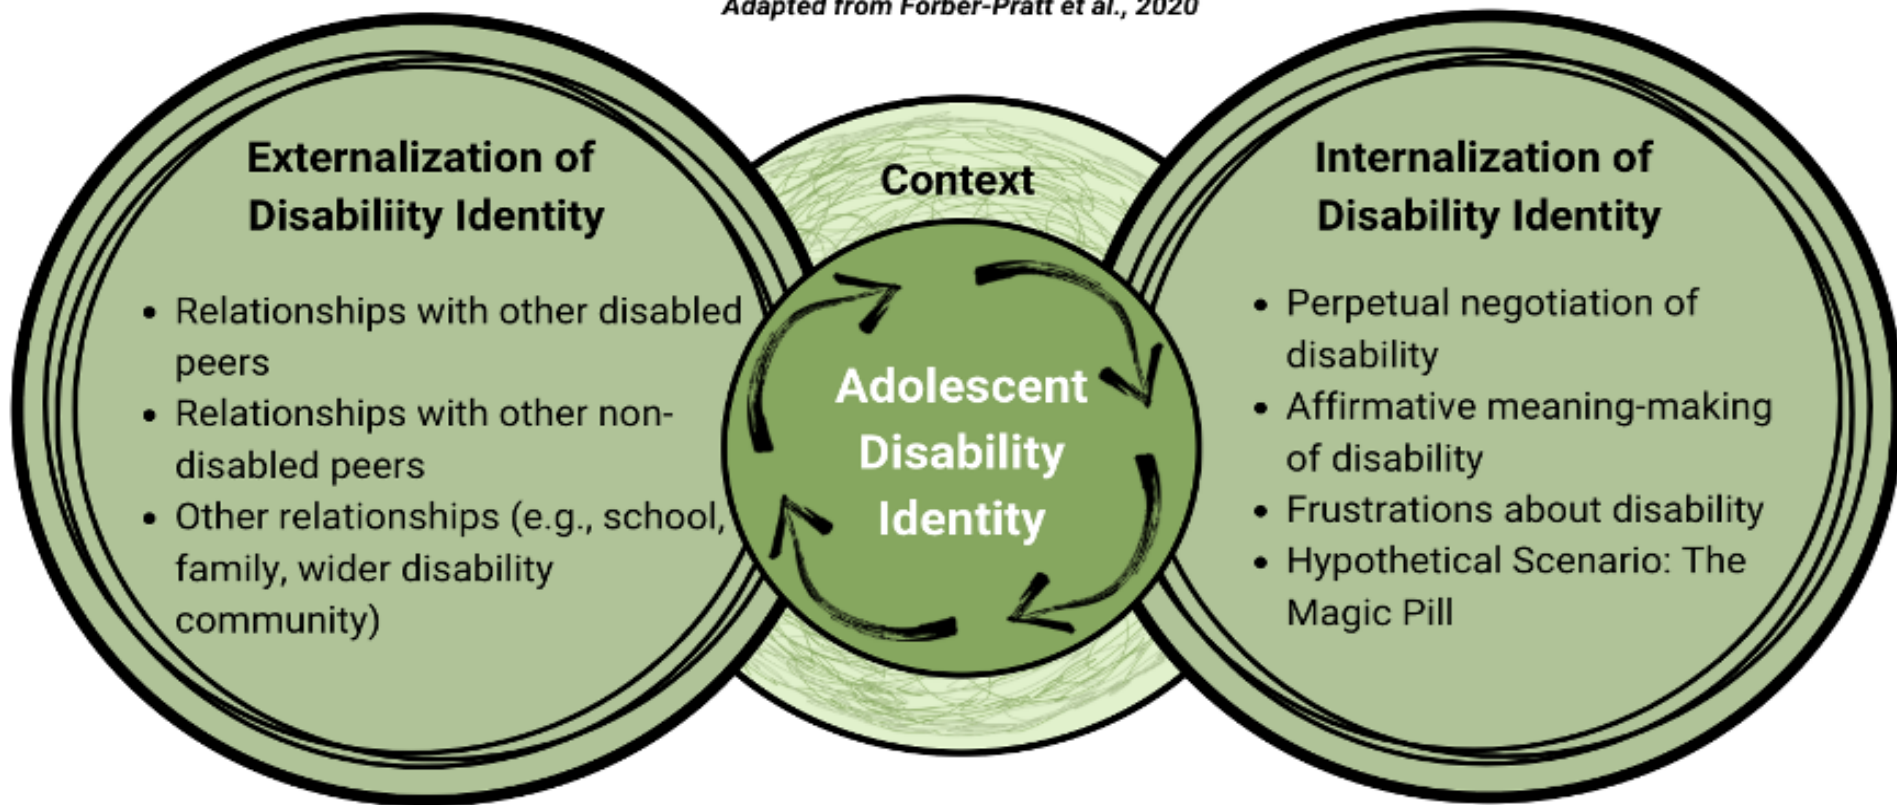 Adapted from Forber-Pratt et al., 2020
Externalization of
Disabiliity Identity
• Relationships with other disabled
peers
• Relationships with other non-
disabled peers
• Other relationships (e.g., school,
family, wider disability
community)
Context
Adolescent
Disability
Identity
Internalization of
Disability Identity
• Perpetual negotiation of
disability
• Affirmative meaning-making
of disability
• Frustrations about disability
• Hypothetical Scenario: The
Magic Pill